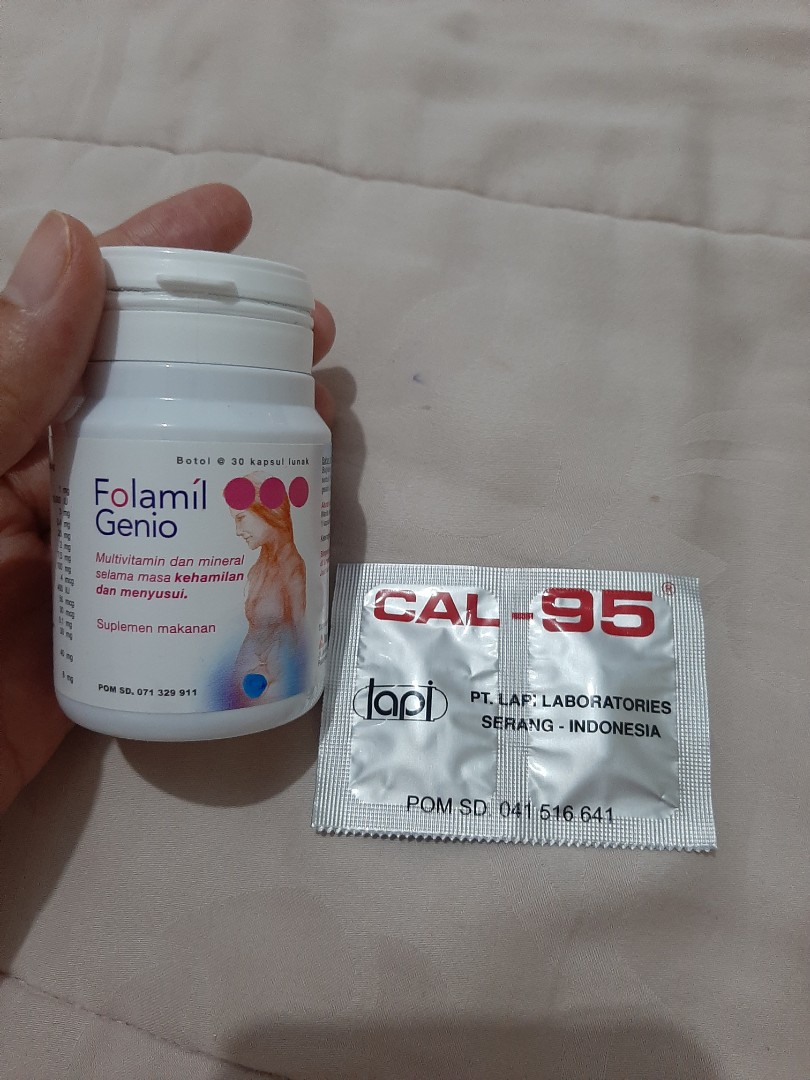 Botol @ 30 kapsul lunak
Folamíl
Genio
Multivitamin dan mineral
selama masa kehamilan
dan menyusui.
Suplemen makanan
POM SD. 071 329 911
CAL-95®
lapi
PT. LAPI LABORATORIES
SERANG - INDONESIA
POM SD. 041 516 641